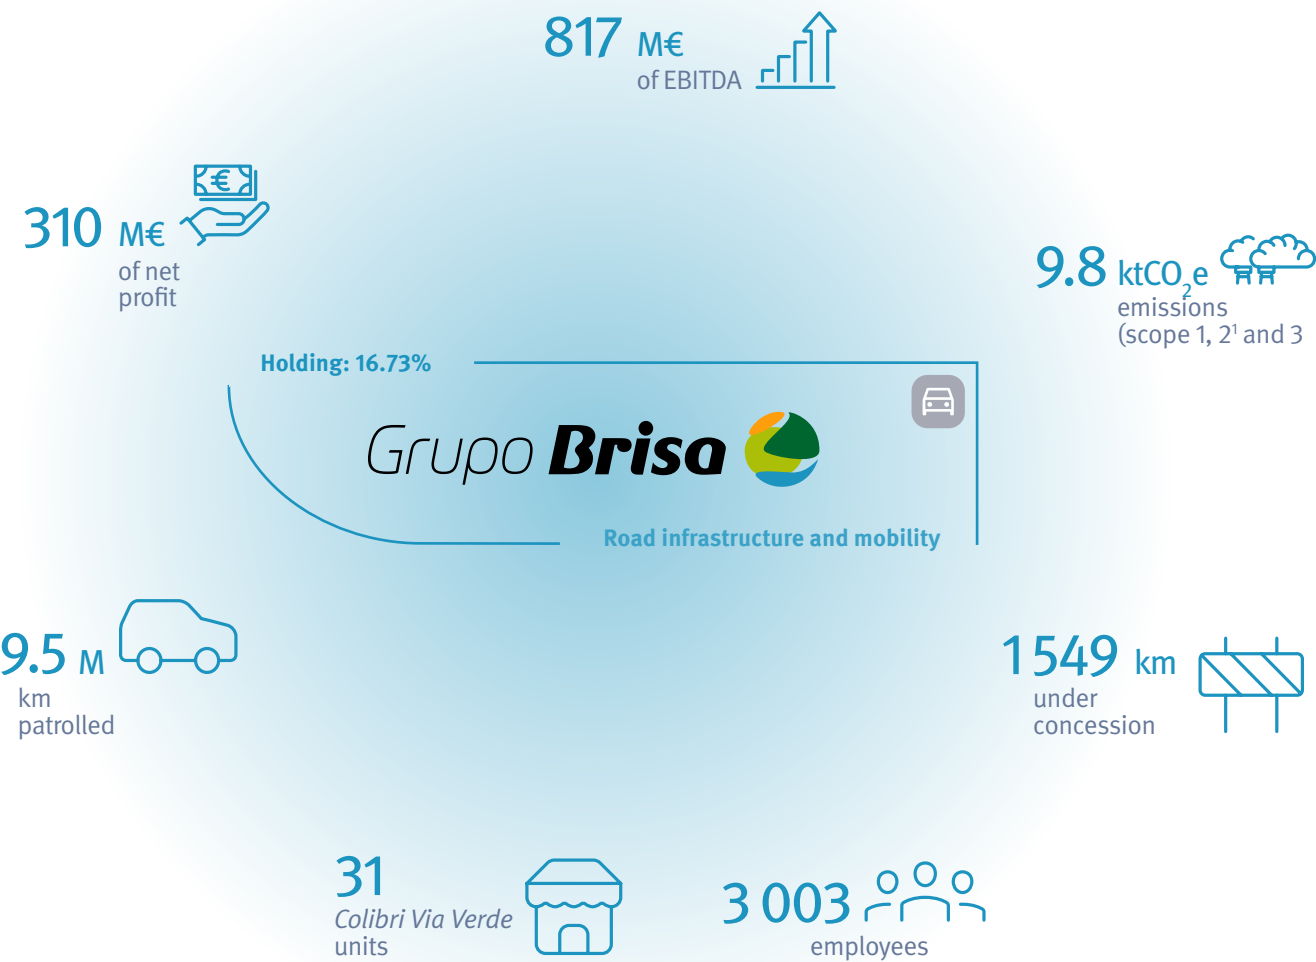 817 M€
of EBITDA
310 M€
of net
profit
9.8 ktCO₂e
emissions
(scope 1, 2¹ and 3
Holding: 16.73%
Grupo Brisa
Road infrastructure and mobility
9.5 M
km
patrolled
1 549 km
under
concession
31
Colibri Via Verde
units
3 003
employees